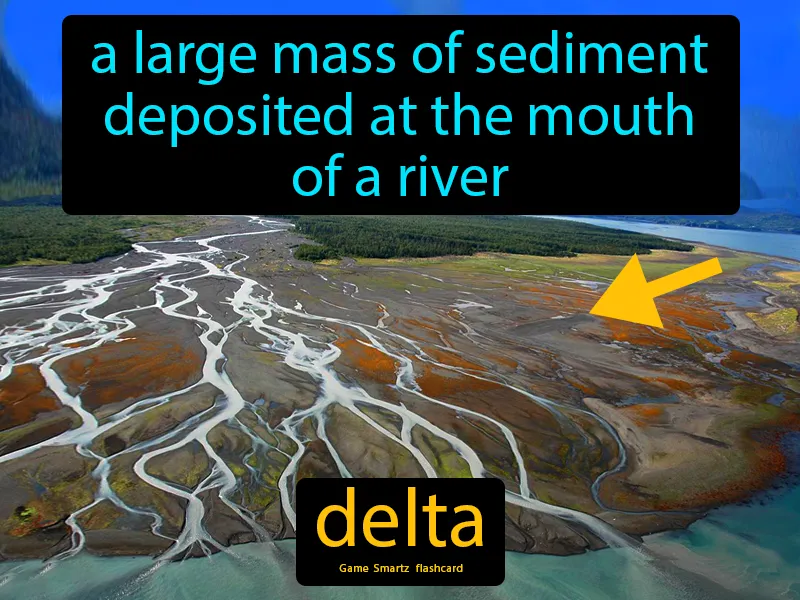 a large mass of sediment
deposited at the mouth
of a river
delta
Game Smartz flashcard